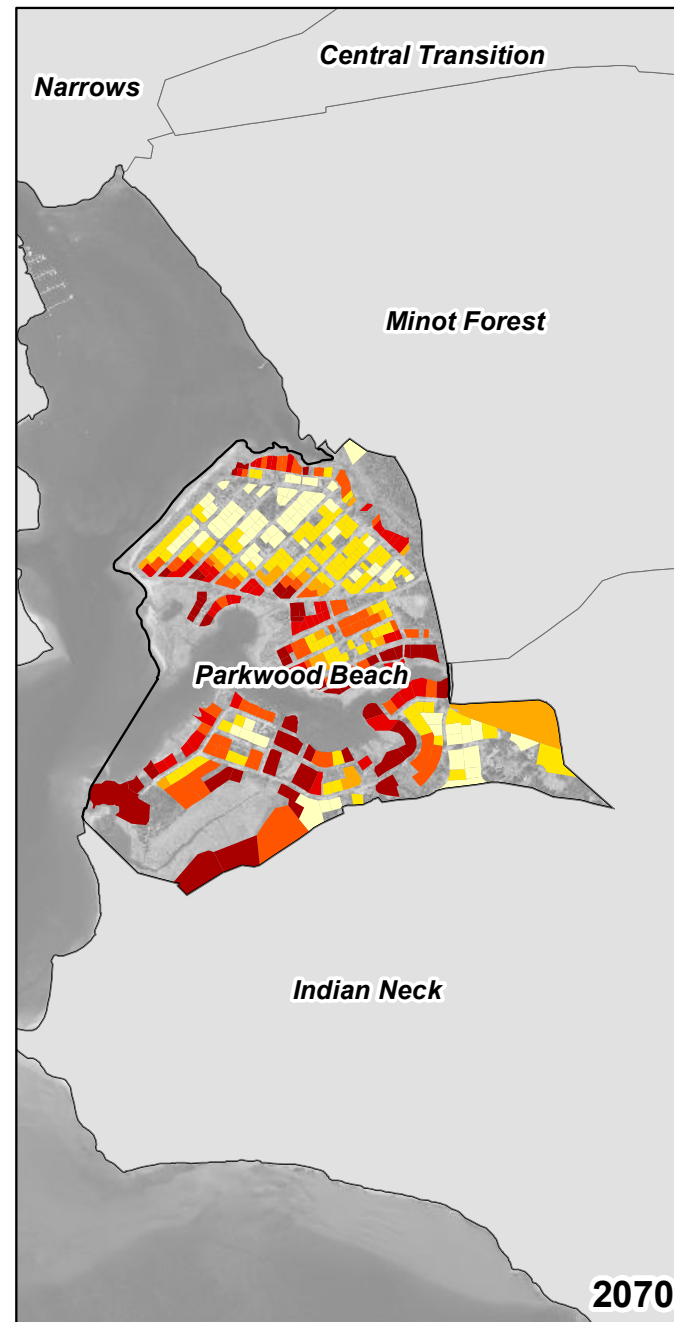 Central Transition
Narrows
Minot Forest
Parkwood Beach
Indian Neck
2070